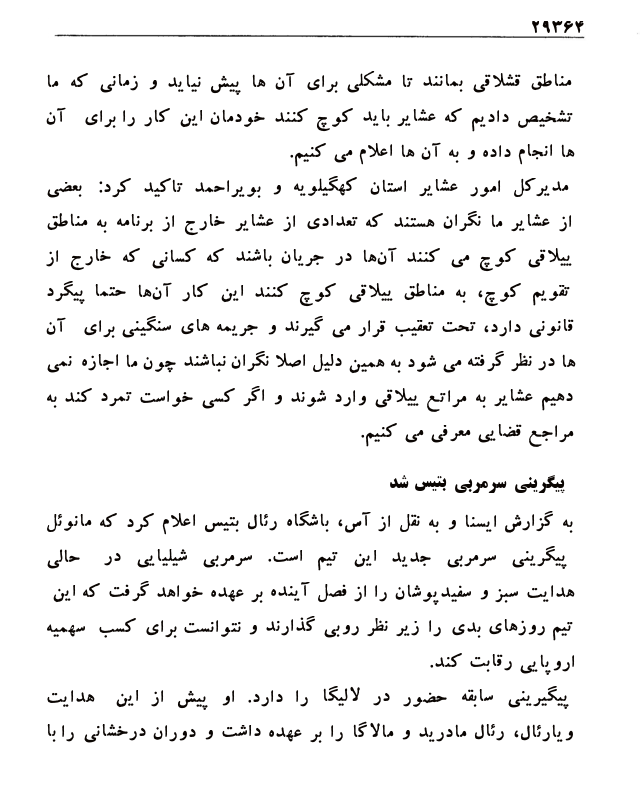 ۲۹۳۶۴
مناطق قشلاقی بمانند تا مشکلی برای آن ها پیش نیاید و زمانی که ما
تشخیص دادیم که عشایر باید کوچ کنند خودمان این کار را برای آن
ها انجام داده و به آن ها اعلام می کنیم.
مدیرکل امور عشایر استان کهگیلویه و بویراحمد تاکید کرد: بعضی
از عشایر ما نگران هستند که تعدادی از عشایر خارج از برنامه به مناطق
ییلاقی کوچ می کنند آن‌ها در جریان باشند که کسانی که خارج از
تقویم کوچ، به مناطق ییلاقی کوچ کنند این کار آن‌ها حتما پیگرد
قانونی دارد، تحت تعقیب قرار می گیرند و جریمه های سنگینی برای آن
ها در نظر گرفته می شود به همین دلیل اصلا نگران نباشند چون ما اجازه نمی
دهیم عشایر به مراتع ییلاقی وارد شوند و اگر کسی خواست تمرد کند به
مراجع قضایی معرفی می کنیم.
پیگرینی سرمربی بتیس شد
به گزارش ایسنا و به نقل از آس، باشگاه رئال بتیس اعلام کرد که مانوئل
پیگرینی سرمربی جدید این تیم است. سرمربی شیلیایی در حالی
هدایت سبز و سفیدپوشان را از فصل آینده بر عهده خواهد گرفت که این
تیم روزهای بدی را زیر نظر روبی گذارند و نتوانست برای کسب سهمیه
اروپایی رقابت کند.
پیگیرینی سابقه حضور در لالیگا را دارد. او پیش از این هدایت
ویارئال، رئال مادرید و مالاگا را بر عهده داشت و دوران درخشانی را با